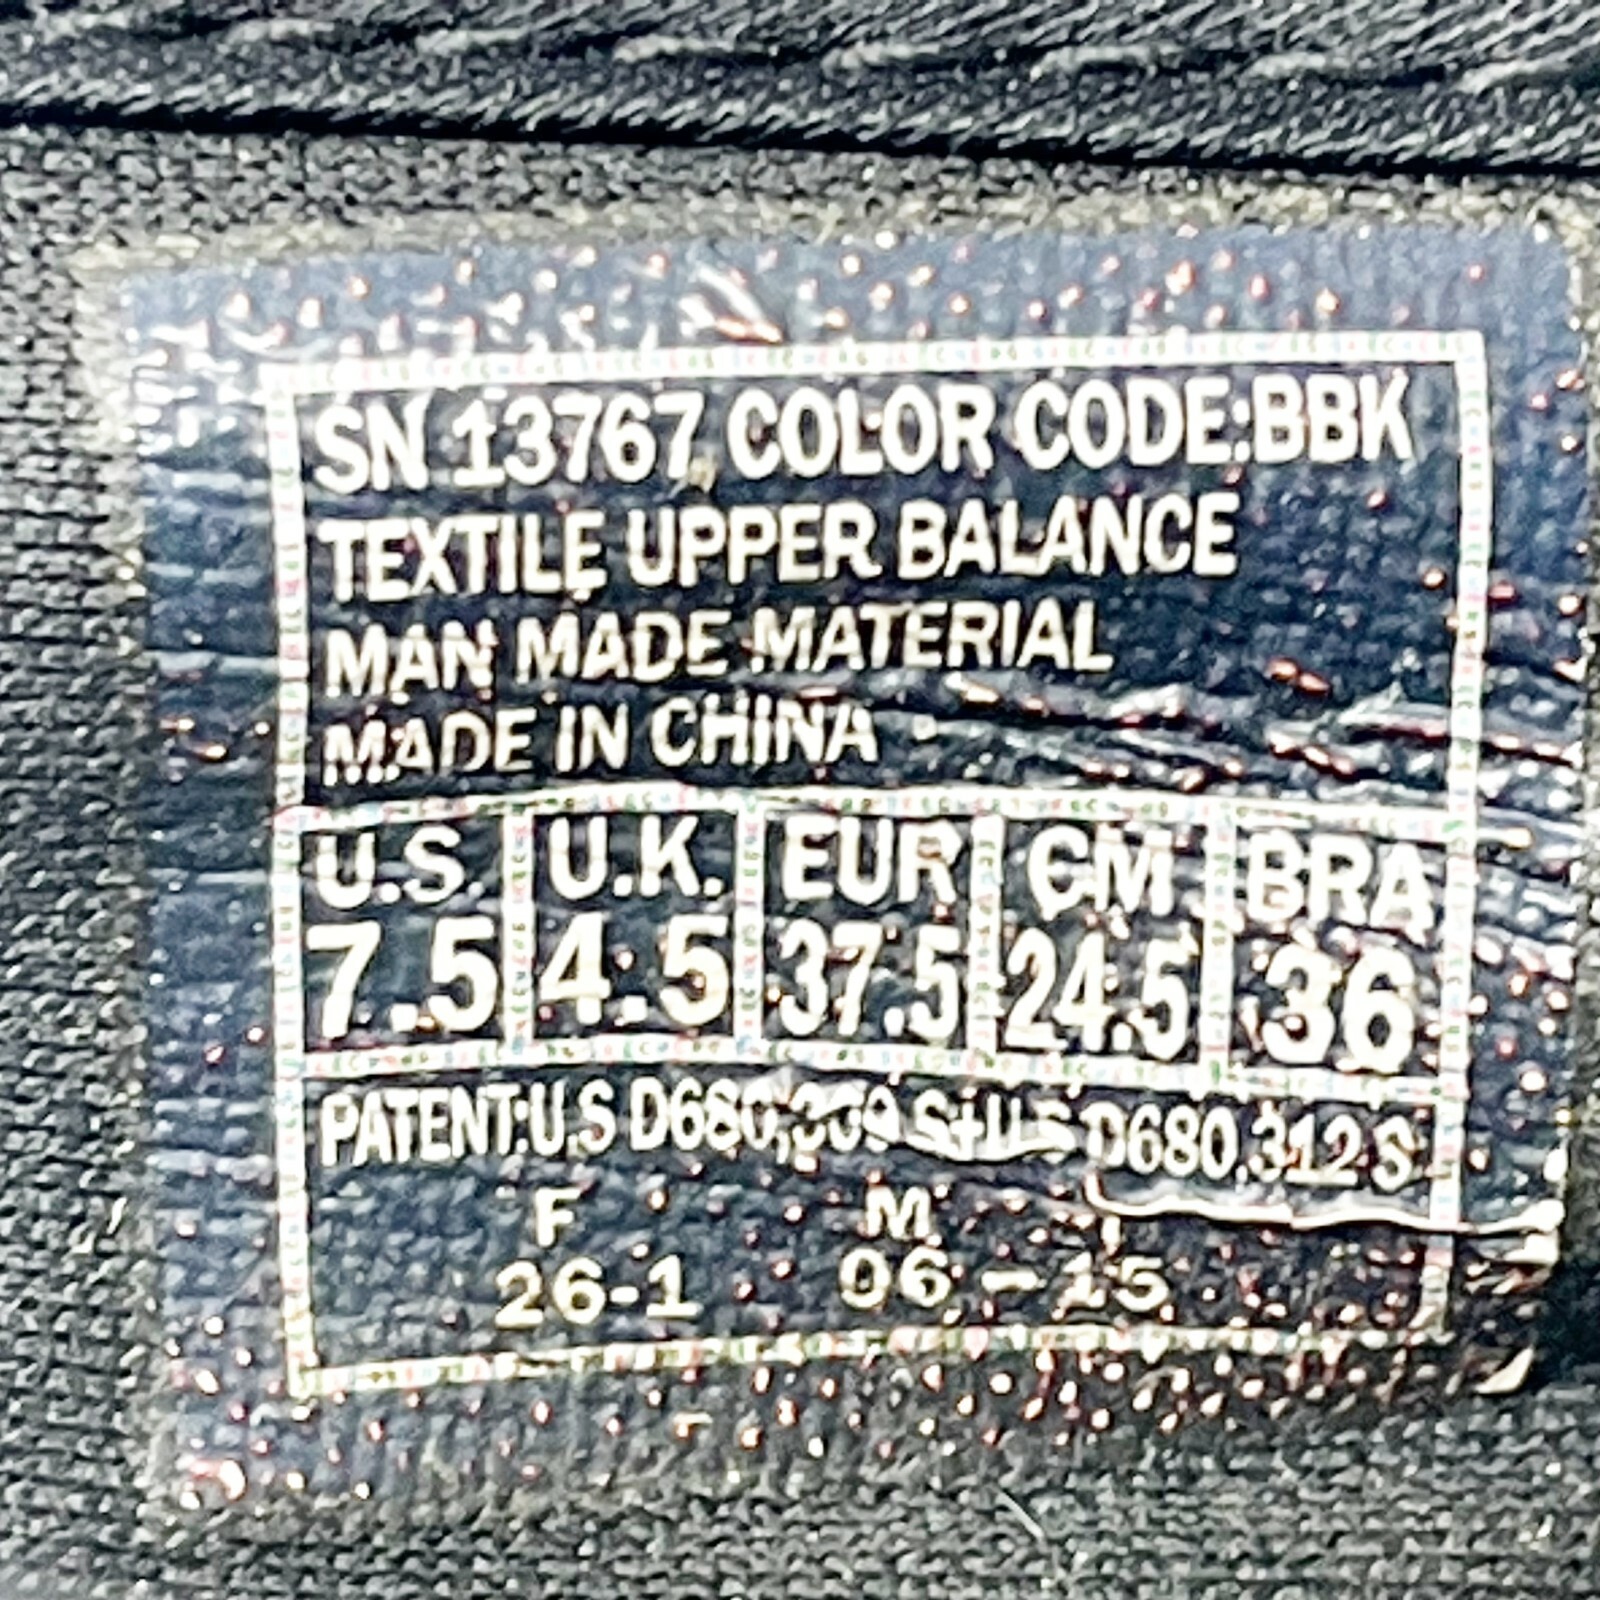 SN 13767 COLOR CODE:BBK
TEXTILE UPPER BALANCE
MAN MADE MATERIAL
MADE IN CHINA
U.S. U.K. EUR CM BRA
7.5 4.5 37.5 24.5 36
PATENT:U.S D680,309 S+U.S D680,312 S
F M
26-1 06-15